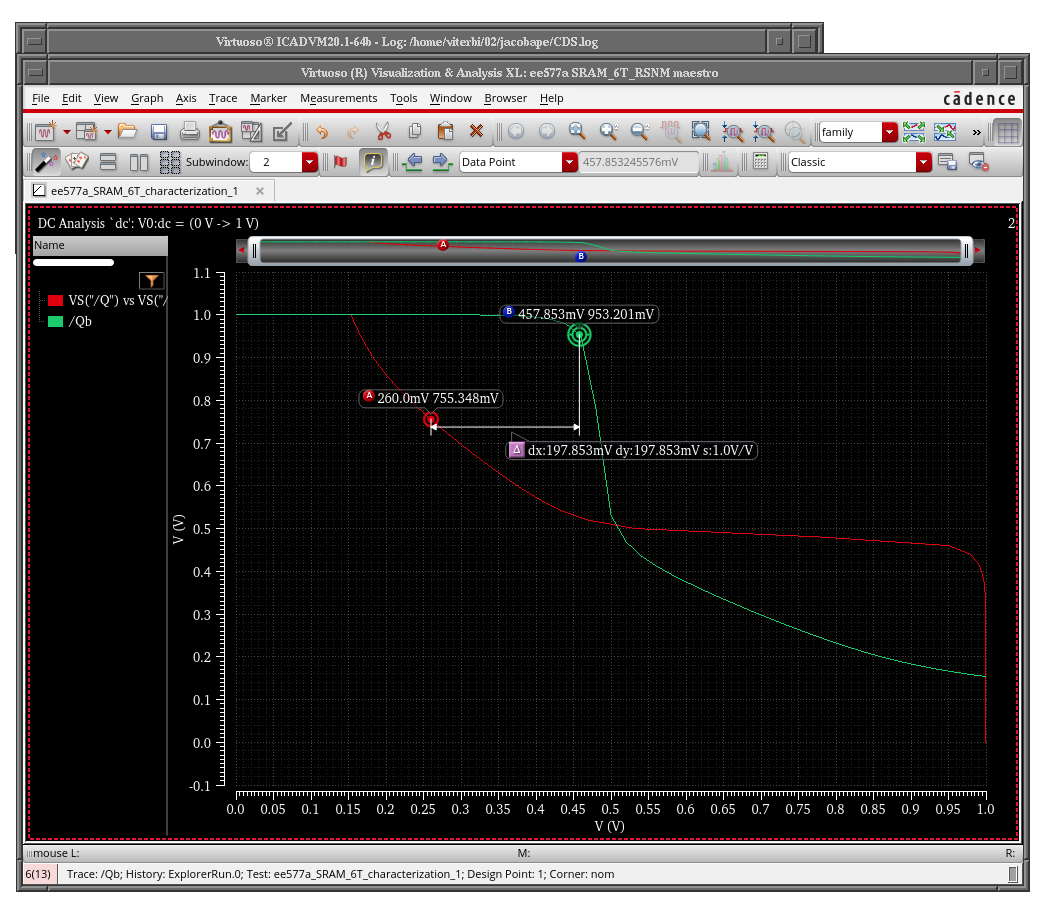 Virtuoso® ICADVM20.1-64b - Log: /home/viterbi/02/jacobape/CDS.log
Virtuoso (R) Visualization & Analysis XL: ee577a SRAM_6T_RSNM maestro
File Edit View Graph Axis Trace Marker Measurements Tools Window Browser Help
cādence
family
»
Subwindow: 2
Data Point
457.853245576mV
Classic
ee577a_SRAM_6T_characterization_1
DC Analysis `dc': V0:dc = (0 V -> 1 V)
2
Name
VS("/Q") vs VS("/
/Qb
A
B
1.1
1.0
0.9
0.8
0.7
0.6
0.5
0.4
0.3
0.2
0.1
0.0
-0.1
V (V)
B 457.853mV 953.201mV
A 260.0mV 755.348mV
Δ dx:197.853mV dy:197.853mV s:1.0V/V
0.0 0.05 0.1 0.15 0.2 0.25 0.3 0.35 0.4 0.45 0.5 0.55 0.6 0.65 0.7 0.75 0.8 0.85 0.9 0.95 1.0
V (V)
mouse L: M: R:
6(13) Trace: /Qb; History: ExplorerRun.0; Test: ee577a_SRAM_6T_characterization_1; Design Point: 1; Corner: nom